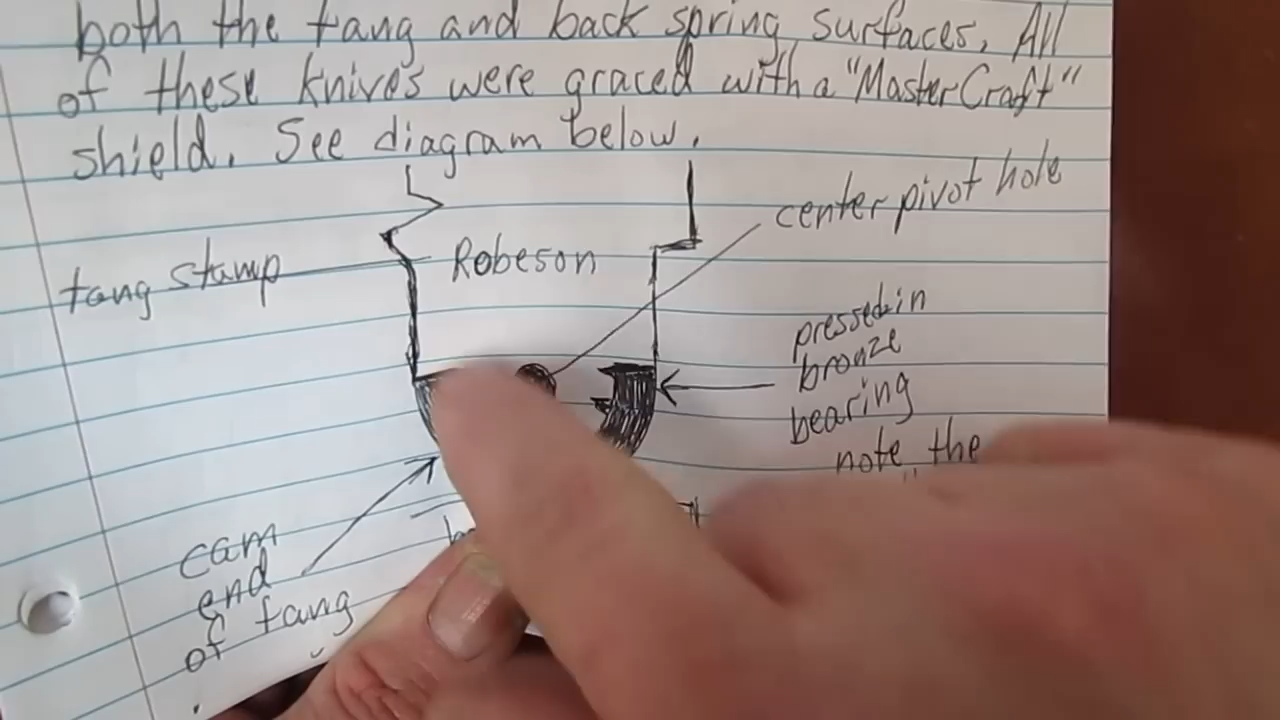 both the tang and back spring surfaces. All
of these knives were graced with a "MasterCraft"
shield. See diagram below.
center pivot hole
tang stamp
Robeson
pressed-in
bronze
bearing
note the
cam
end
of tang